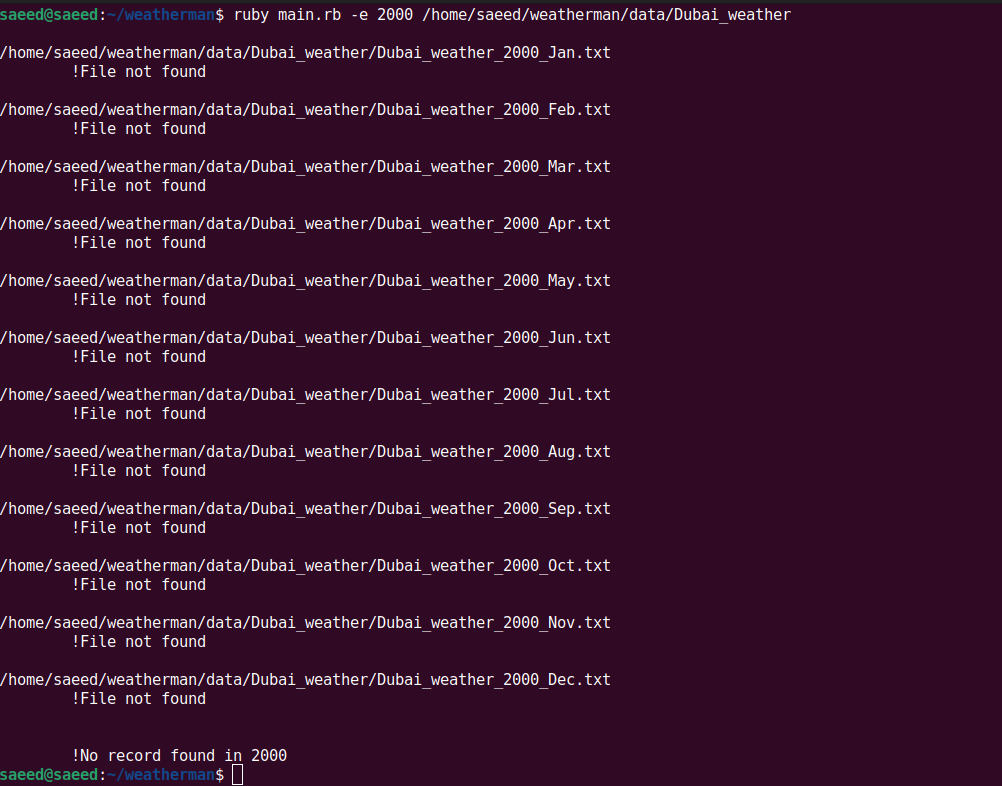 saeed@saeed:~/weatherman$ ruby main.rb -e 2000 /home/saeed/weatherman/data/Dubai_weather
/home/saeed/weatherman/data/Dubai_weather/Dubai_weather_2000_Jan.txt
!File not found
/home/saeed/weatherman/data/Dubai_weather/Dubai_weather_2000_Feb.txt
!File not found
/home/saeed/weatherman/data/Dubai_weather/Dubai_weather_2000_Mar.txt
!File not found
/home/saeed/weatherman/data/Dubai_weather/Dubai_weather_2000_Apr.txt
!File not found
/home/saeed/weatherman/data/Dubai_weather/Dubai_weather_2000_May.txt
!File not found
/home/saeed/weatherman/data/Dubai_weather/Dubai_weather_2000_Jun.txt
!File not found
/home/saeed/weatherman/data/Dubai_weather/Dubai_weather_2000_Jul.txt
!File not found
/home/saeed/weatherman/data/Dubai_weather/Dubai_weather_2000_Aug.txt
!File not found
/home/saeed/weatherman/data/Dubai_weather/Dubai_weather_2000_Sep.txt
!File not found
/home/saeed/weatherman/data/Dubai_weather/Dubai_weather_2000_Oct.txt
!File not found
/home/saeed/weatherman/data/Dubai_weather/Dubai_weather_2000_Nov.txt
!File not found
/home/saeed/weatherman/data/Dubai_weather/Dubai_weather_2000_Dec.txt
!File not found
!No record found in 2000
saeed@saeed:~/weatherman$